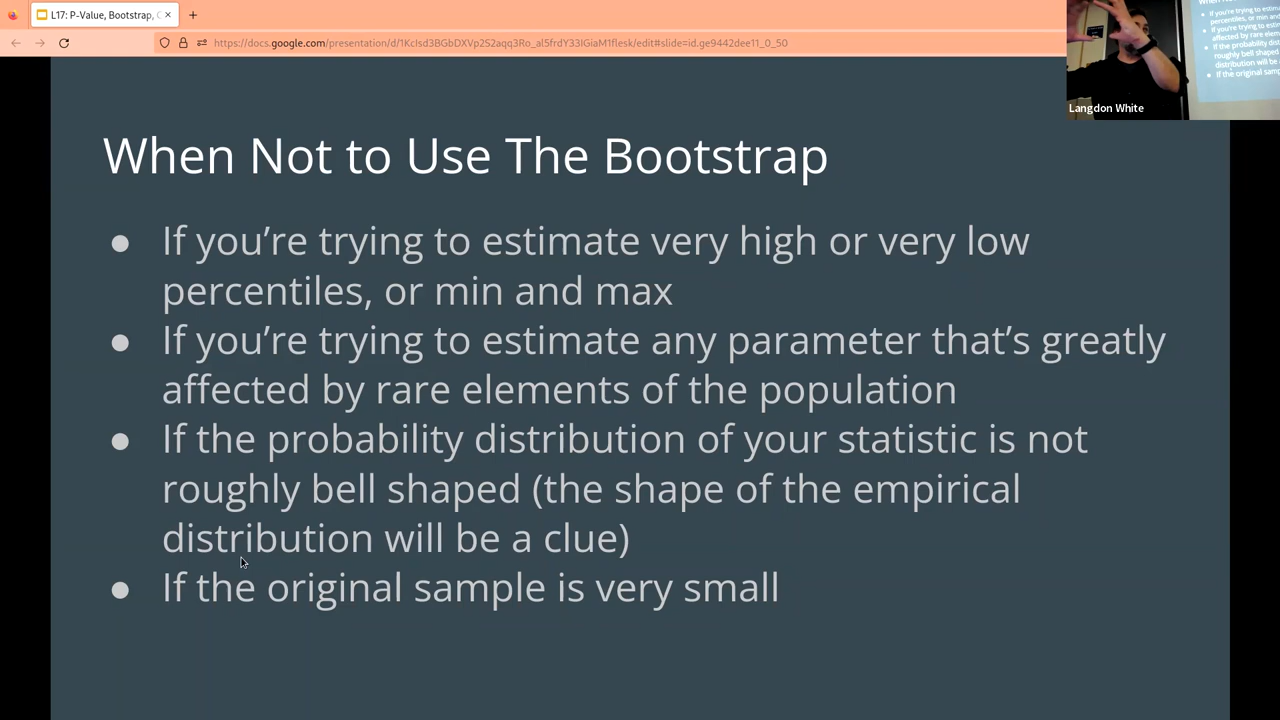 L17: P-Value, Bootstrap, C
https://docs.google.com/presentation/d/1KcIsd3BGbDXVp2S2aqq3Ro_al5frdY33IGiaM1flesk/edit#slide=id.ge9442dee11_0_50
Langdon White
When Not to Use The Bootstrap
● If you're trying to estimate very high or very low
percentiles, or min and max
● If you're trying to estimate any parameter that's greatly
affected by rare elements of the population
● If the probability distribution of your statistic is not
roughly bell shaped (the shape of the empirical
distribution will be a clue)
● If the original sample is very small